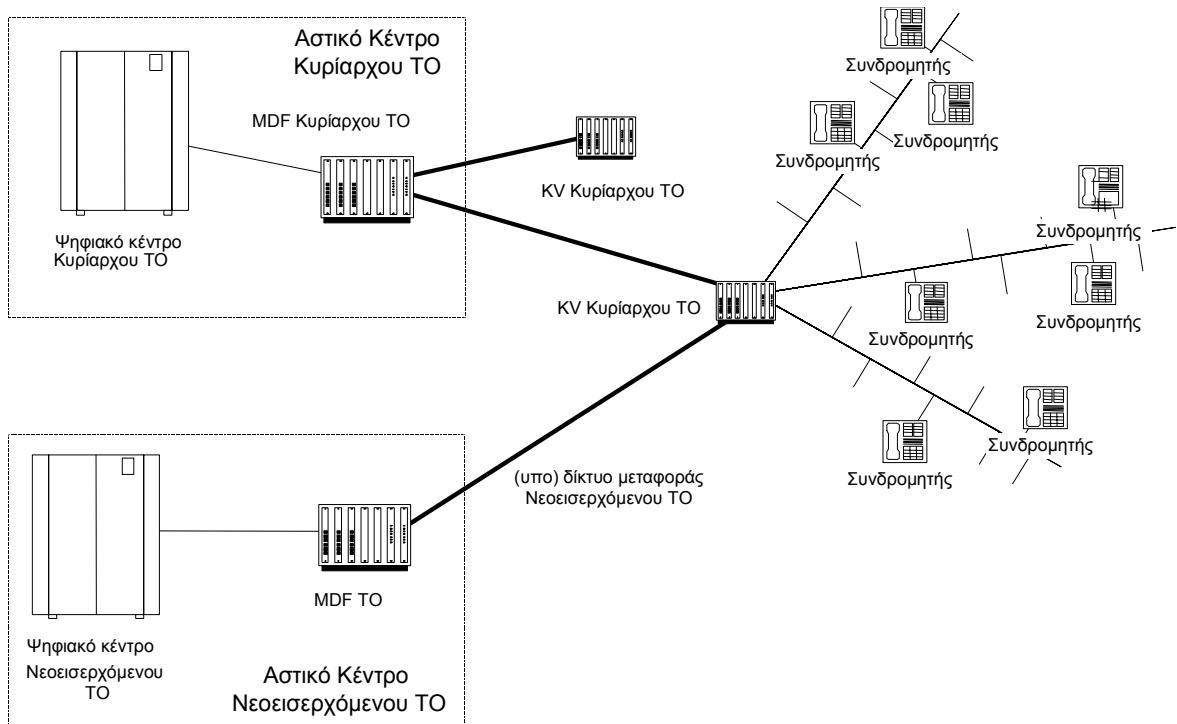 Αστικό Κέντρο
Κυρίαρχου ΤΟ
MDF Κυρίαρχου ΤΟ
Ψηφιακό κέντρο
Κυρίαρχου ΤΟ
KV Κυρίαρχου ΤΟ
KV Κυρίαρχου ΤΟ
Συνδρομητής
Συνδρομητής
Συνδρομητής
Συνδρομητής
Συνδρομητής
Συνδρομητής
Συνδρομητής
Συνδρομητής
(υπο) δίκτυο μεταφοράς
Νεοεισερχόμενου ΤΟ
MDF ΤΟ
Ψηφιακό κέντρο
Νεοεισερχόμενου
ΤΟ
Αστικό Κέντρο
Νεοεισερχόμενου ΤΟ